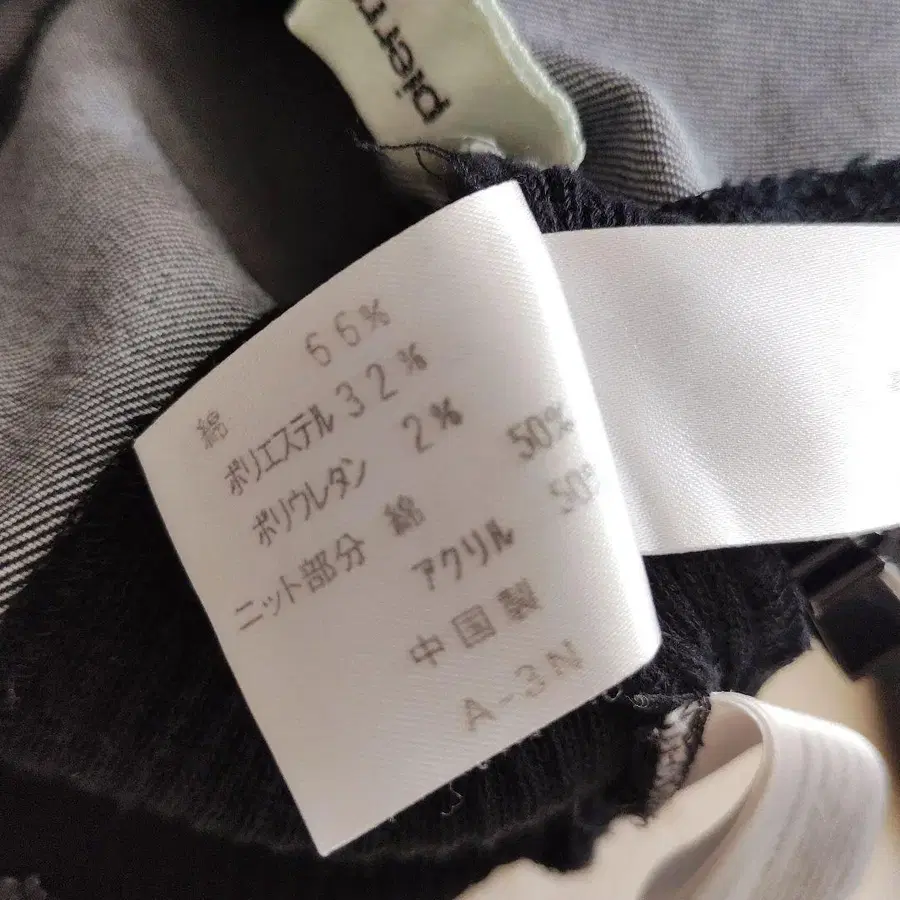 綿 66%
ポリエステル 32%
ポリウレタン 2%
ニット部分 綿 50%
アクリル 50%
中国製
A-3N